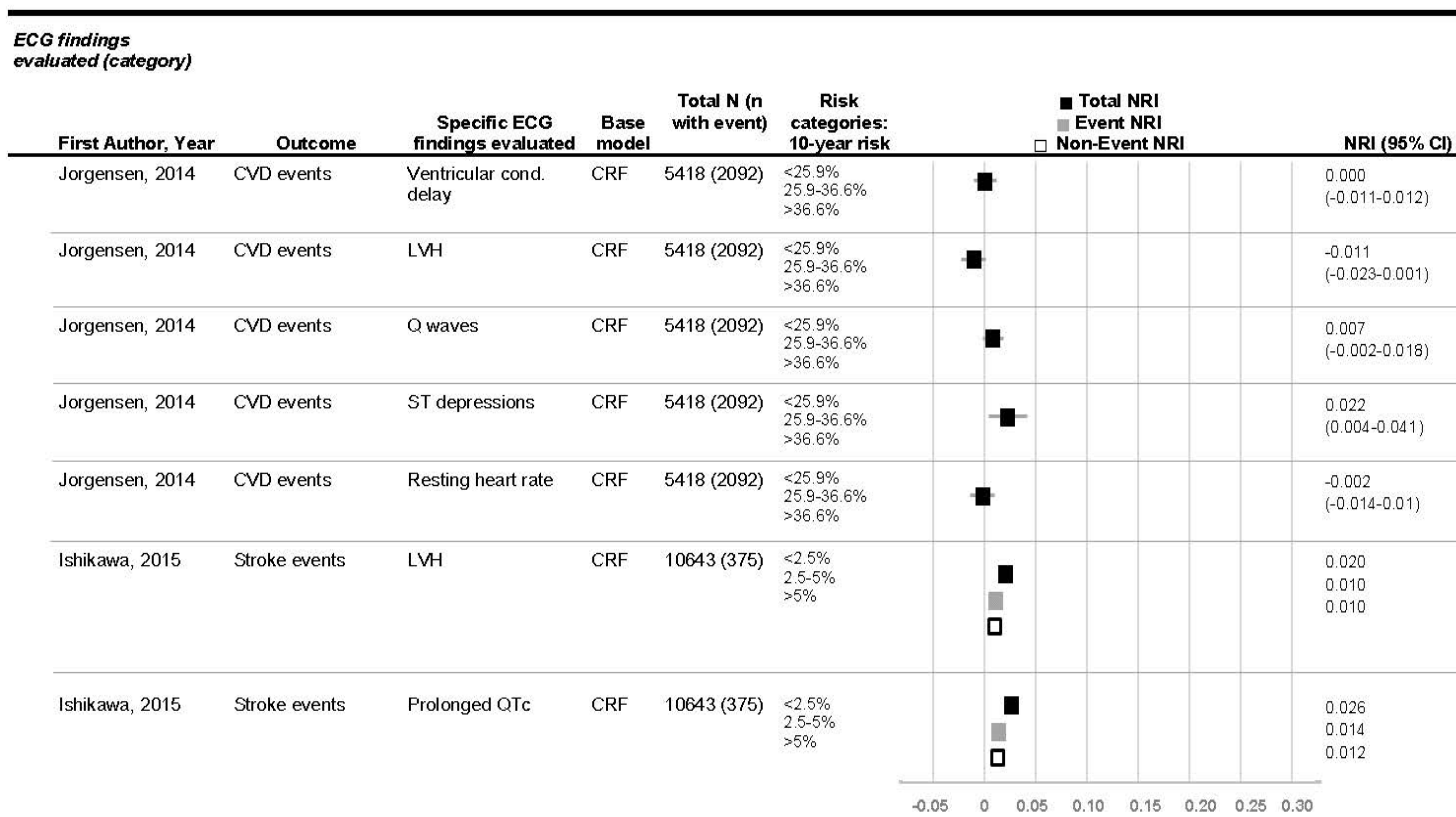 ECG findings
evaluated (category)
Total N (n Risk ■ Total NRI
Specific ECG Base with event) categories: ■ Event NRI
First Author, Year Outcome findings evaluated model 10-year risk □ Non-Event NRI NRI (95% CI)
Jorgensen, 2014 CVD events Ventricular cond. CRF 5418 (2092) <25.9% 0.000
delay 25.9-36.6% (-0.011-0.012)
>36.6%
Jorgensen, 2014 CVD events LVH CRF 5418 (2092) <25.9% -0.011
25.9-36.6% (-0.023-0.001)
>36.6%
Jorgensen, 2014 CVD events Q waves CRF 5418 (2092) <25.9% 0.007
25.9-36.6% (-0.002-0.018)
>36.6%
Jorgensen, 2014 CVD events ST depressions CRF 5418 (2092) <25.9% 0.022
25.9-36.6% (0.004-0.041)
>36.6%
Jorgensen, 2014 CVD events Resting heart rate CRF 5418 (2092) <25.9% -0.002
25.9-36.6% (-0.014-0.01)
>36.6%
Ishikawa, 2015 Stroke events LVH CRF 10643 (375) <2.5% 0.020
2.5-5% 0.010
>5% 0.010
Ishikawa, 2015 Stroke events Prolonged QTc CRF 10643 (375) <2.5% 0.026
2.5-5% 0.014
>5% 0.012
-0.05 0 0.05 0.10 0.15 0.20 0.25 0.30